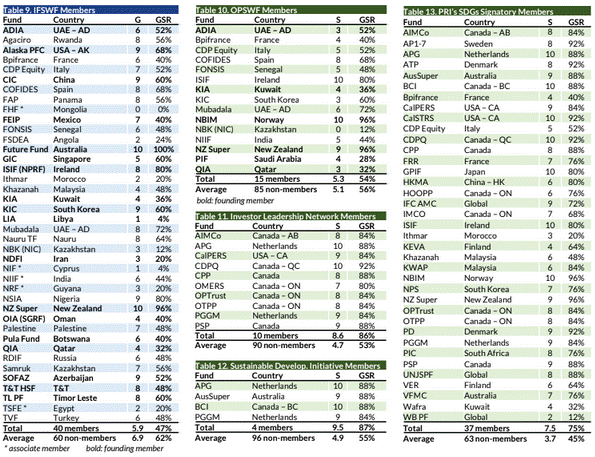 Table 9. IFSWF Members
Fund Country G GSR
ADIA UAE – AD 6 52%
Agaciro Rwanda 8 56%
Alaska PFC USA – AK 9 68%
Bpifrance France 6 40%
CDP Equity Italy 7 52%
CIC China 9 60%
COFIDES Spain 8 68%
FAP Panama 8 56%
FHF * Mongolia 0 0%
FEIP Mexico 7 40%
FONSIS Senegal 6 48%
FSDEA Angola 2 24%
Future Fund Australia 10 100%
GIC Singapore 5 60%
ISIF (NPRF) Ireland 8 80%
Ithmar Morocco 2 20%
Khazanah Malaysia 4 48%
KIA Kuwait 4 36%
KIC South Korea 9 60%
LIA Libya 1 4%
Mubadala UAE – AD 8 72%
Nauru TF Nauru 8 64%
NBK (NIC) Kazakhstan 3 12%
NDFI Iran 3 20%
NIF * Cyprus 1 4%
NIIF * India 6 44%
NRF * Guyana 3 20%
NSIA Nigeria 9 80%
NZ Super New Zealand 10 96%
OIA (SGRF) Oman 4 40%
Palestine Palestine 7 48%
Pula Fund Botswana 6 40%
QIA Qatar 4 32%
RDIF Russia 6 48%
Samruk Kazakhstan 7 56%
SOFAZ Azerbaijan 9 52%
T&T HSF T&T 8 48%
TL PF Timor Leste 8 60%
TSFE * Egypt 2 20%
TVF Turkey 6 48%
Total 40 members 5.9 47%
Average 60 non-members 6.9 62%
* associate member bold: founding member
Table 10. OPSWF Members
Fund Country S GSR
ADIA UAE – AD 3 52%
Bpifrance France 4 40%
CDP Equity Italy 5 52%
COFIDES Spain 8 68%
FONSIS Senegal 5 48%
ISIF Ireland 10 80%
KIA Kuwait 4 36%
KIC South Korea 3 60%
Mubadala UAE – AD 6 72%
NBIM Norway 10 96%
NBK (NIC) Kazakhstan 0 12%
NIIF India 5 44%
NZ Super New Zealand 9 96%
PIF Saudi Arabia 4 28%
QIA Qatar 3 32%
Total 15 members 5.3 54%
Average 85 non-members 5.1 56%
bold: founding member
Table 11. Investor Leadership Network Members
Fund Country S GSR
AIMCo Canada – AB 8 84%
APG Netherlands 10 88%
CalPERS USA – CA 9 84%
CDPQ Canada – QC 10 92%
CPP Canada 8 88%
OMERS Canada – ON 7 80%
OPTrust Canada – ON 8 84%
OTPP Canada – ON 8 84%
PGGM Netherlands 9 84%
PSP Canada 9 88%
Total 10 members 8.6 86%
Average 90 non-members 4.7 53%
Table 12. Sustainable Develop. Initiative Members
Fund Country S GSR
APG Netherlands 10 88%
AusSuper Australia 9 88%
BCI Canada – BC 10 88%
PGGM Netherlands 9 84%
Total 4 members 9.5 87%
Average 96 non-members 4.9 55%
Table 13. PRI's SDGs Signatory Members
Fund Country S GSR
AIMCo Canada – AB 8 84%
AP1-7 Sweden 8 92%
APG Netherlands 10 88%
ATP Denmark 8 92%
AusSuper Australia 9 88%
BCI Canada – BC 10 88%
Bpifrance France 4 40%
CalPERS USA – CA 9 84%
CalSTRS USA – CA 7 92%
CDP Equity Italy 5 52%
CDPQ Canada – QC 10 92%
CPP Canada 8 88%
FRR France 7 76%
GPIF Japan 10 80%
HKMA China – HK 6 80%
HOOPP Canada – ON 7 76%
IFC AMC Global 9 72%
IMCO Canada – ON 7 68%
ISIF Ireland 10 80%
Ithmar Morocco 3 20%
KEVA Finland 4 64%
Khazanah Malaysia 5 48%
KWAP Malaysia 6 84%
NBIM Norway 10 96%
NPS South Korea 7 76%
NZ Super New Zealand 9 96%
OPTrust Canada – ON 8 84%
OTPP Canada – ON 8 84%
PD Denmark 9 92%
PGGM Netherlands 9 84%
PIC South Africa 8 76%
PSP Canada 9 88%
UNJSPF Global 8 88%
VER Finland 6 64%
VFMC Australia 7 76%
Wafra Kuwait 4 32%
WB PF Global 2 12%
Total 37 members 7.5 75%
Average 63 non-members 3.7 45%